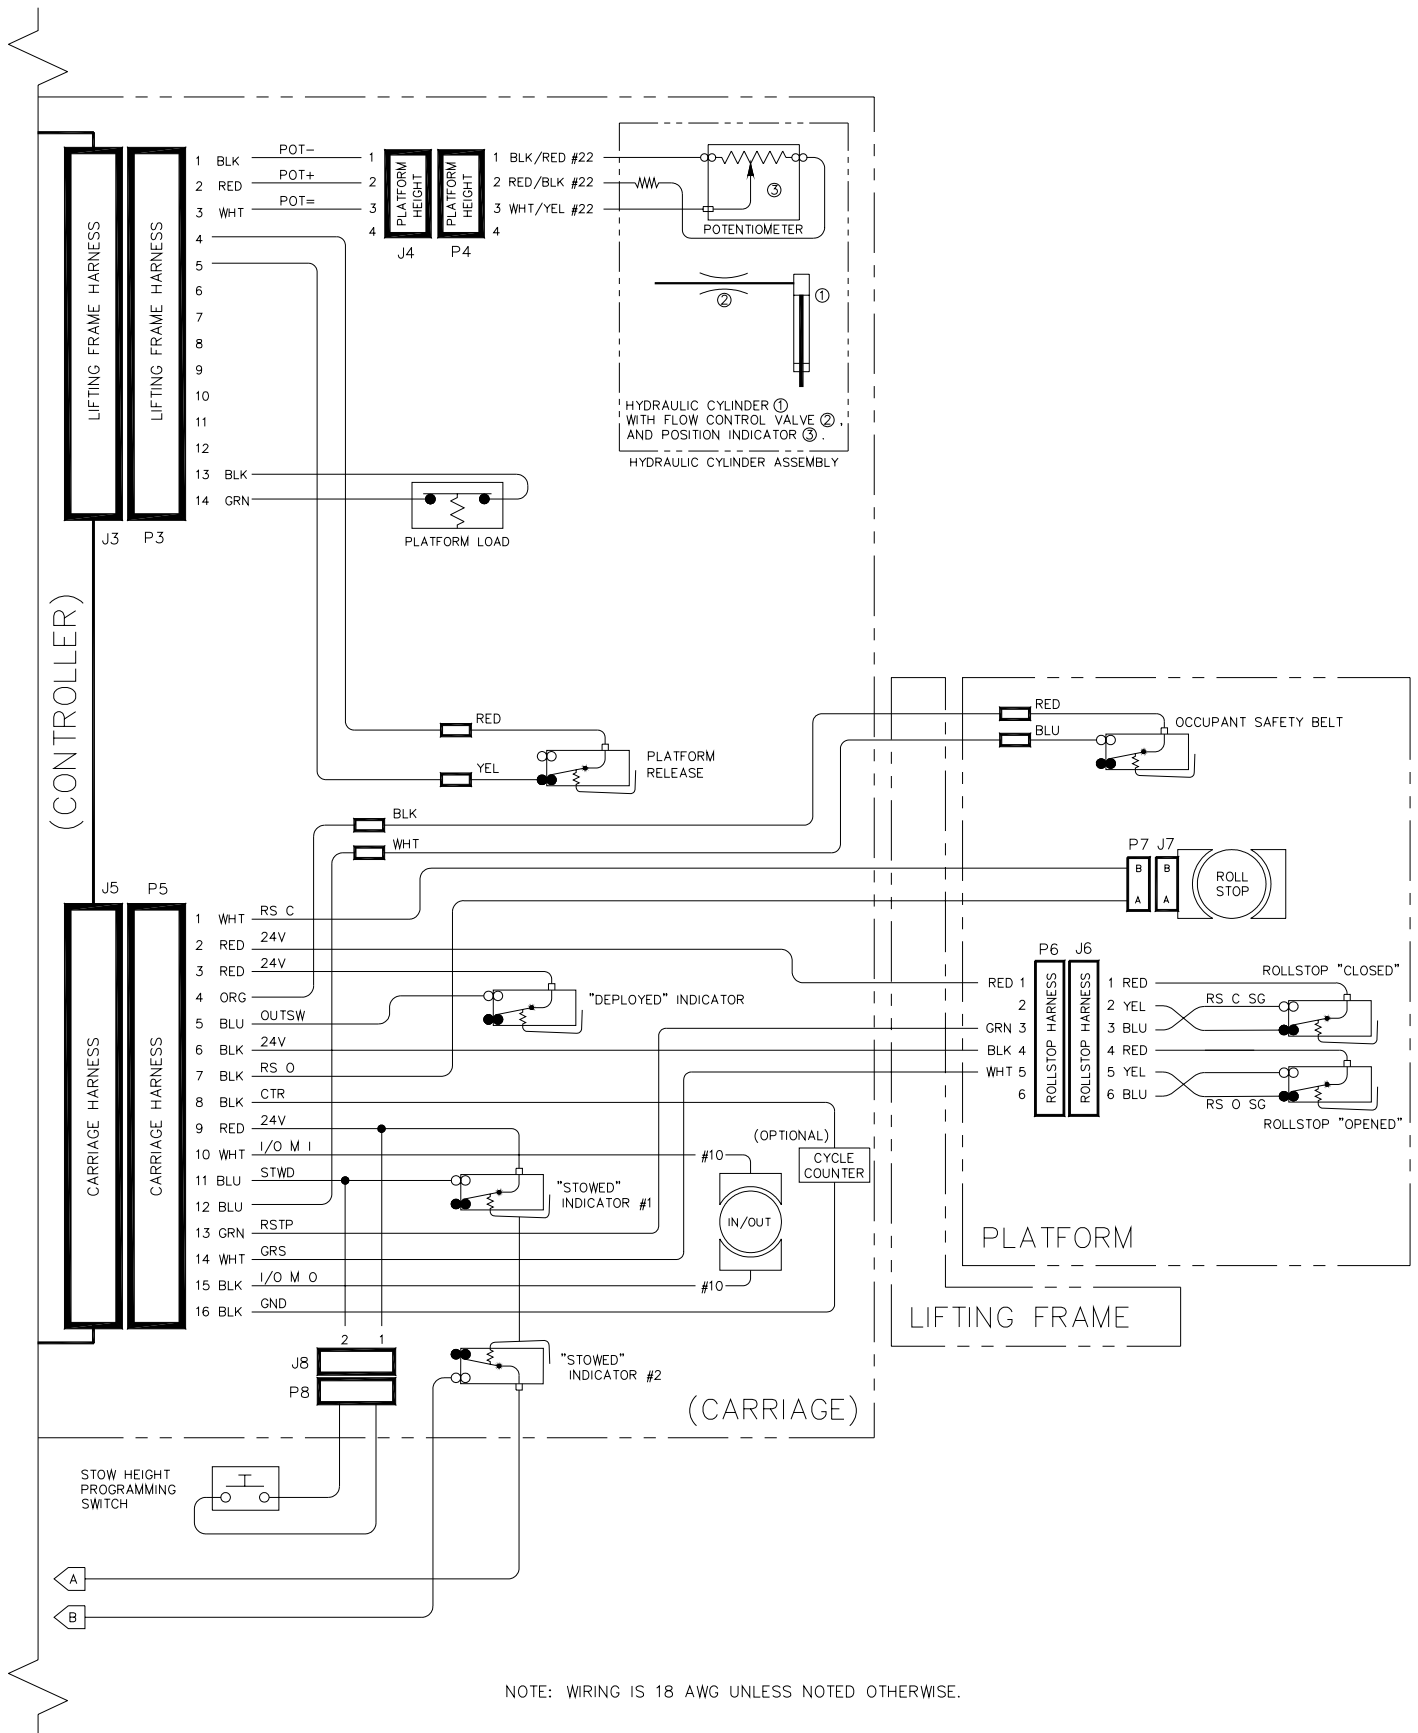 1 BLK POT-
2 RED POT+
3 WHT POT=
4
5
6
7
8
9
10
11
12
13 BLK
14 GRN
LIFTING FRAME HARNESS
LIFTING FRAME HARNESS
J3 P3
1
2
3
4
PLATFORM HEIGHT
PLATFORM HEIGHT
J4 P4
1 BLK/RED #22
2 RED/BLK #22
3 WHT/YEL #22
4
3
POTENTIOMETER
2
1
HYDRAULIC CYLINDER 1
WITH FLOW CONTROL VALVE 2 ,
AND POSITION INDICATOR 3 .
HYDRAULIC CYLINDER ASSEMBLY
PLATFORM LOAD
(CONTROLLER)
RED
YEL
PLATFORM
RELEASE
BLK
WHT
RED
BLU
OCCUPANT SAFETY BELT
P7 J7
B B
A A
ROLL
STOP
J5 P5
CARRIAGE HARNESS
CARRIAGE HARNESS
1 WHT RS C
2 RED 24V
3 RED 24V
4 ORG
5 BLU OUTSW
6 BLK 24V
7 BLK RS O
8 BLK CTR
9 RED 24V
10 WHT I/O M I
11 BLU STWD
12 BLU
13 GRN RSTP
14 WHT GRS
15 BLK I/O M O
16 BLK GND
"DEPLOYED" INDICATOR
P6 J6
ROLLSTOP HARNESS
ROLLSTOP HARNESS
RED 1
2
GRN 3
BLK 4
WHT 5
6
1 RED
2 YEL
3 BLU
4 RED
5 YEL
6 BLU
ROLLSTOP "CLOSED"
RS C SG
RS O SG
ROLLSTOP "OPENED"
(OPTIONAL)
CYCLE
COUNTER
#10
IN/OUT
#10
"STOWED"
INDICATOR #1
PLATFORM
LIFTING FRAME
2 1
J8
P8
"STOWED"
INDICATOR #2
(CARRIAGE)
STOW HEIGHT
PROGRAMMING
SWITCH
A
B
NOTE: WIRING IS 18 AWG UNLESS NOTED OTHERWISE.